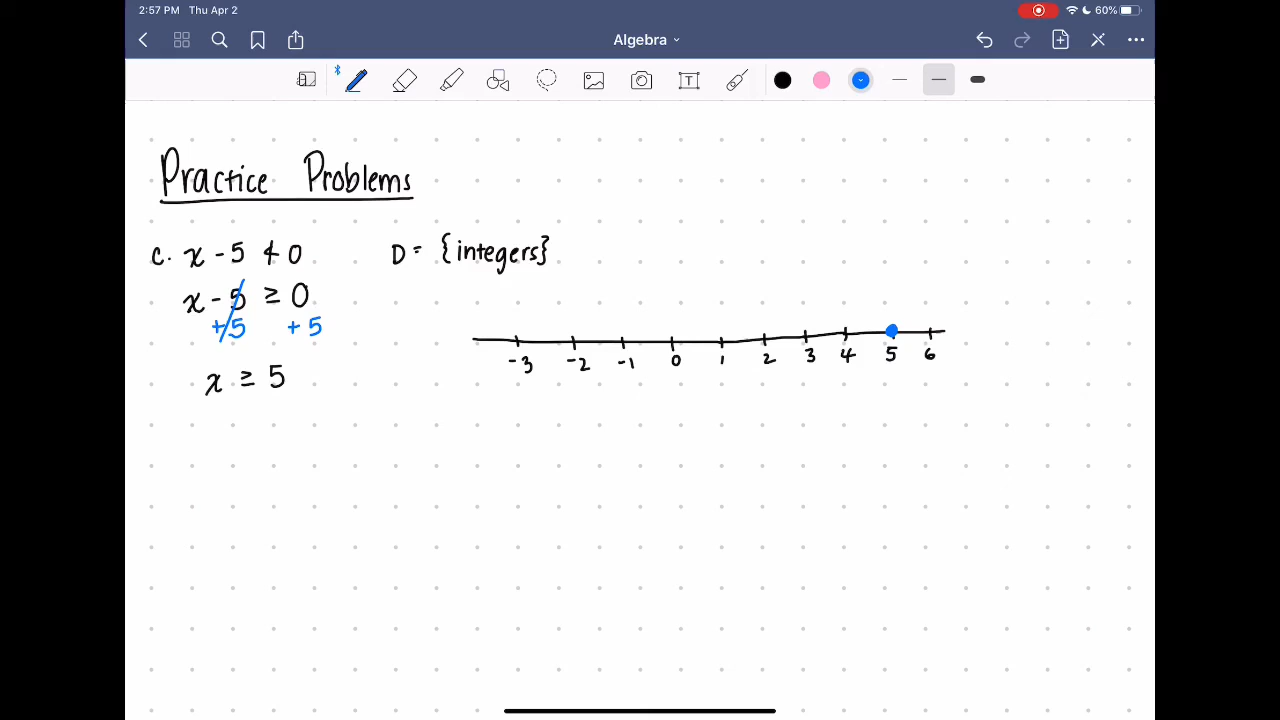 2:57 PM Thu Apr 2 60%
Algebra
T
Practice Problems
c. x - 5 ≮ 0 D = {integers}
x - 5 ≥ 0
+5 +5
x ≥ 5
-3 -2 -1 0 1 2 3 4 5 6